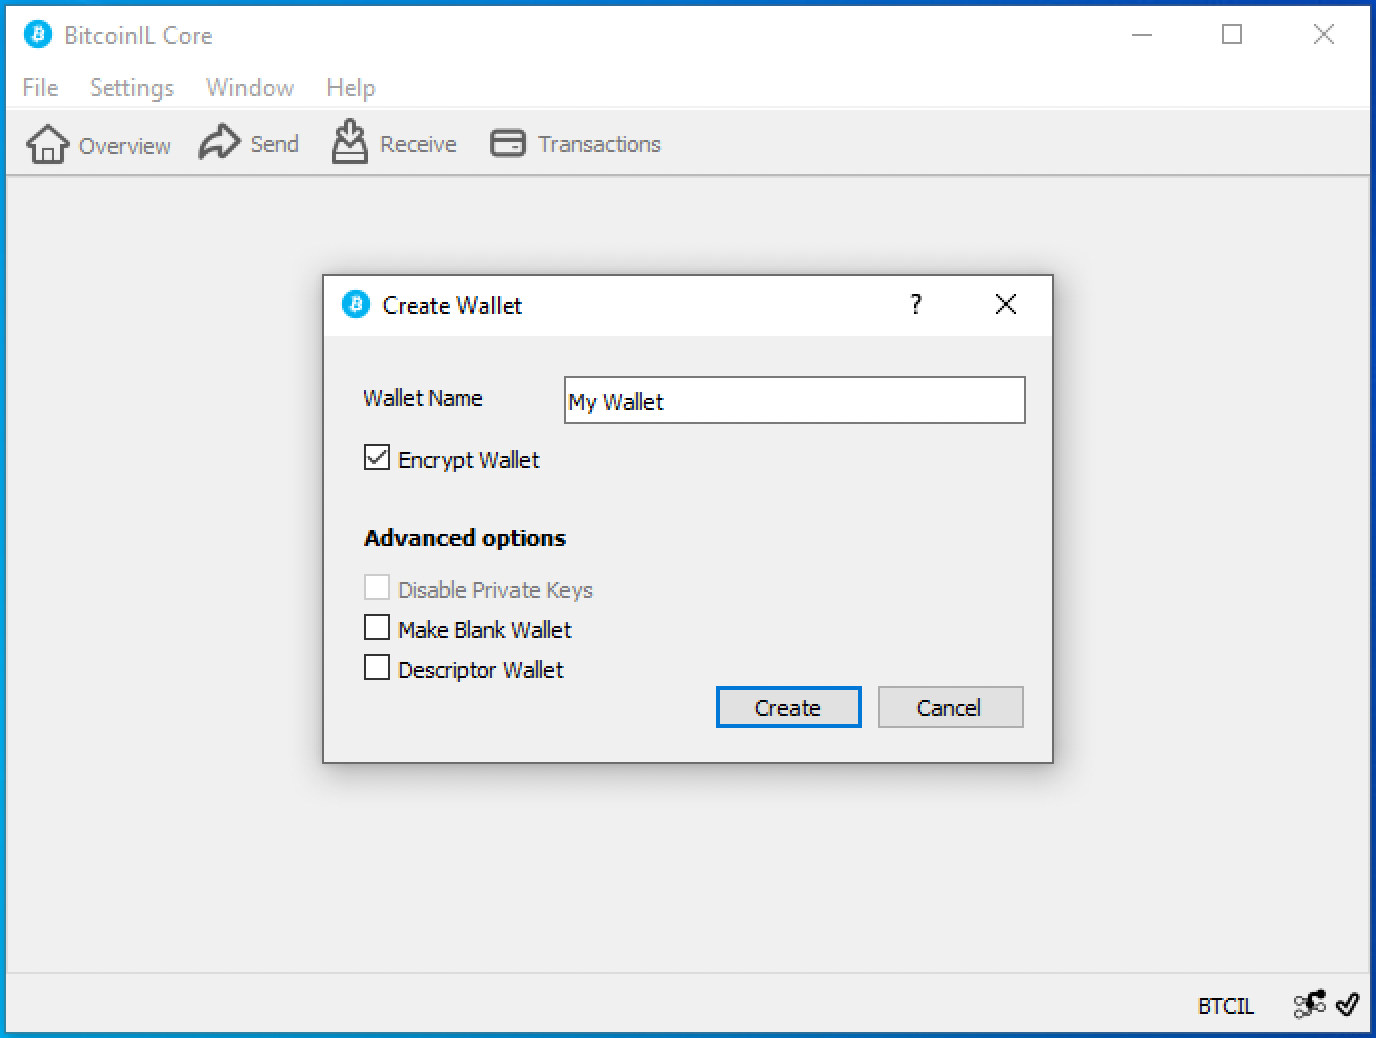 BitcoinIL Core
File Settings Window Help
Overview Send Receive Transactions
Create Wallet ?
Wallet Name My Wallet
Encrypt Wallet
Advanced options
Disable Private Keys
Make Blank Wallet
Descriptor Wallet
Create Cancel
BTCIL